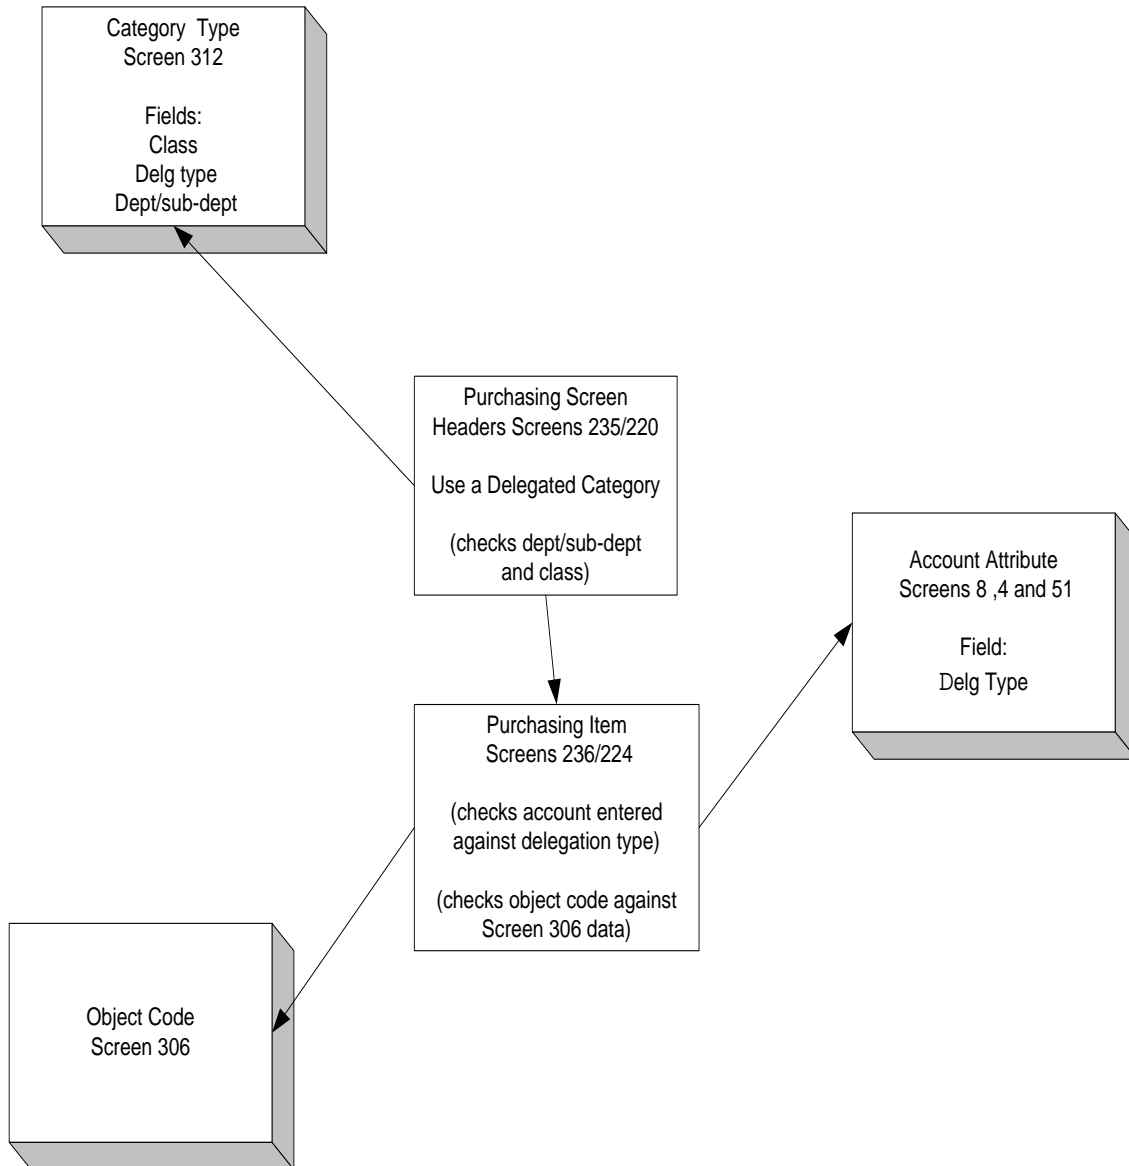 Category  Type
Screen 312
Fields:
Class
Delg type
Dept/sub-dept
Purchasing Screen
Headers Screens 235/220
Use a Delegated Category
(checks dept/sub-dept
and class)
Account Attribute
Screens 8 ,4 and 51
Field:
Delg Type
Purchasing Item
Screens 236/224
(checks account entered
against delegation type)
(checks object code against
Screen 306 data)
Object Code
Screen 306